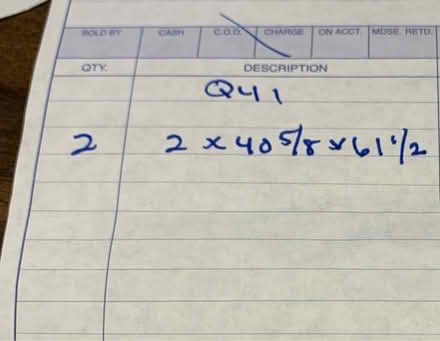 SOLD BY CASH C.O.D. CHARGE ON ACCT. MDSE. RETD.
QTY. DESCRIPTION
Q41
2 2 x 40 5/8 x 61 1/2